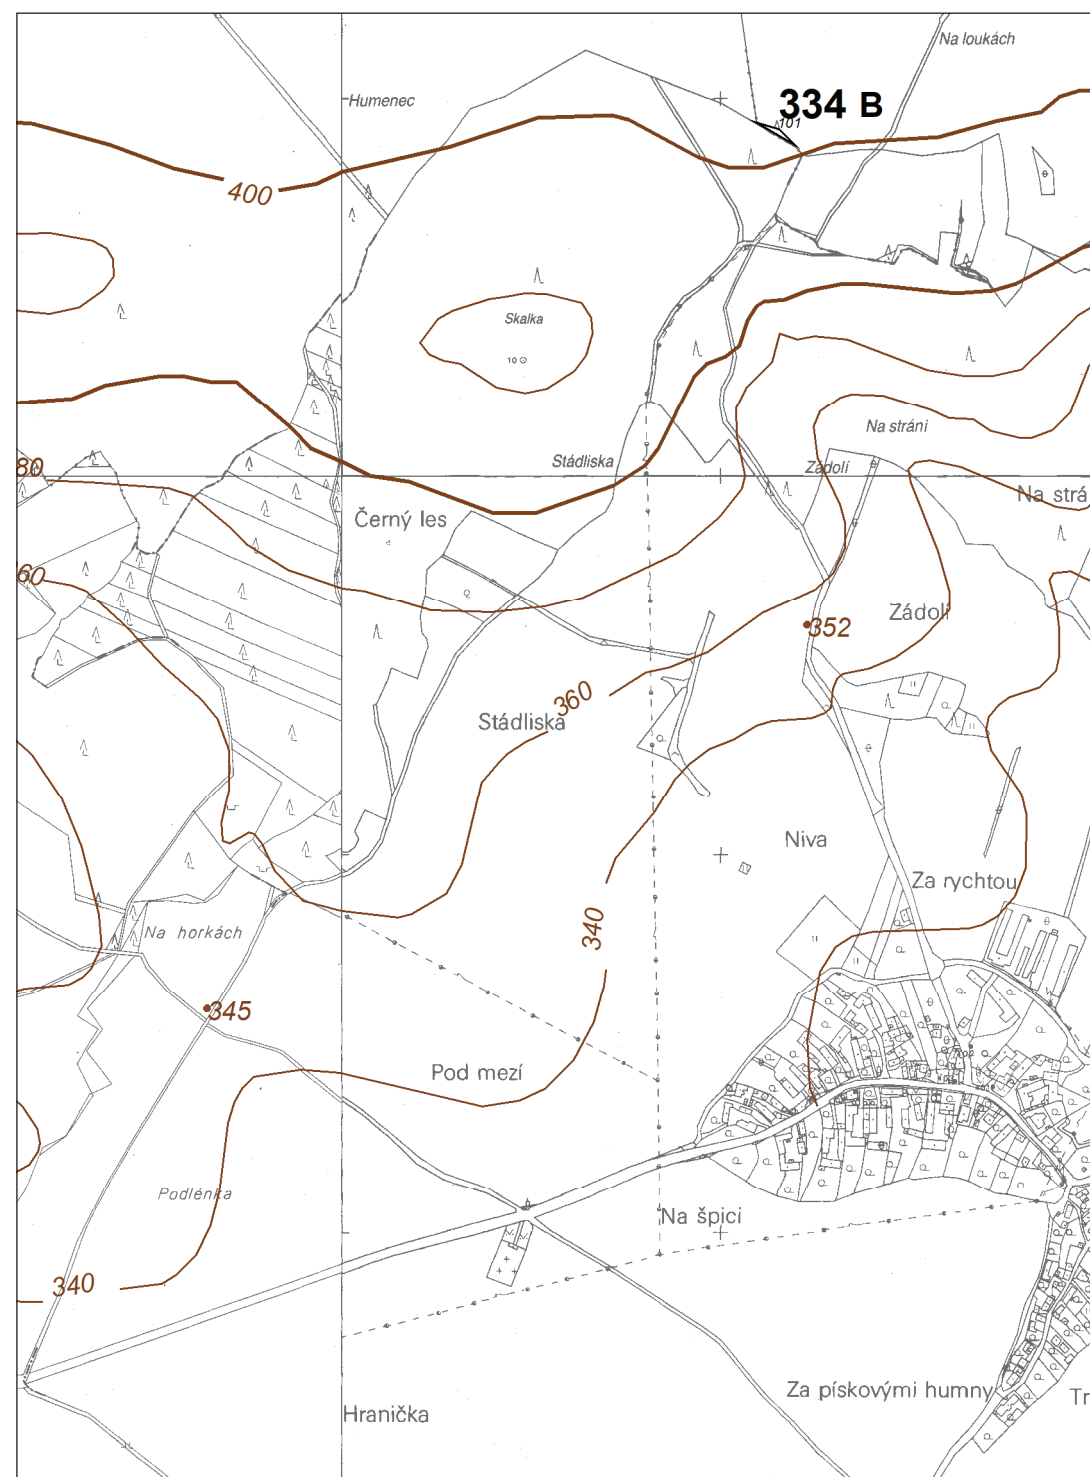 Na loukách
Humenec
334 B
101
400
Skalka
10
Na stráni
Stádliska
Zádolí
80
Na strá
Černý les
60
Zádolí
352
360
Stádliska
Niva
Za rychtou
340
Na horkách
345
Pod mezí
Podlénka
Na špici
340
Za pískovými humny
Tr
Hranička